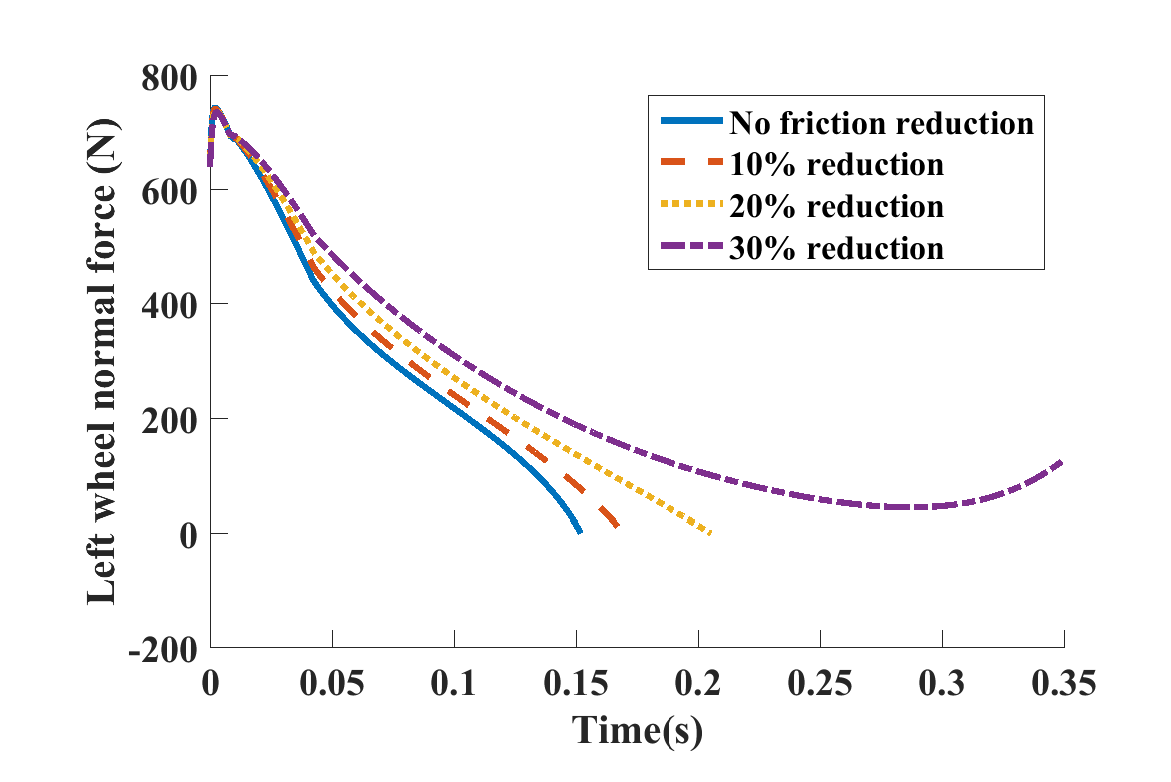 800
600
400
200
0
-200
0 0.05 0.1 0.15 0.2 0.25 0.3 0.35
Time(s)
Left wheel normal force (N)
No friction reduction
10% reduction
20% reduction
30% reduction